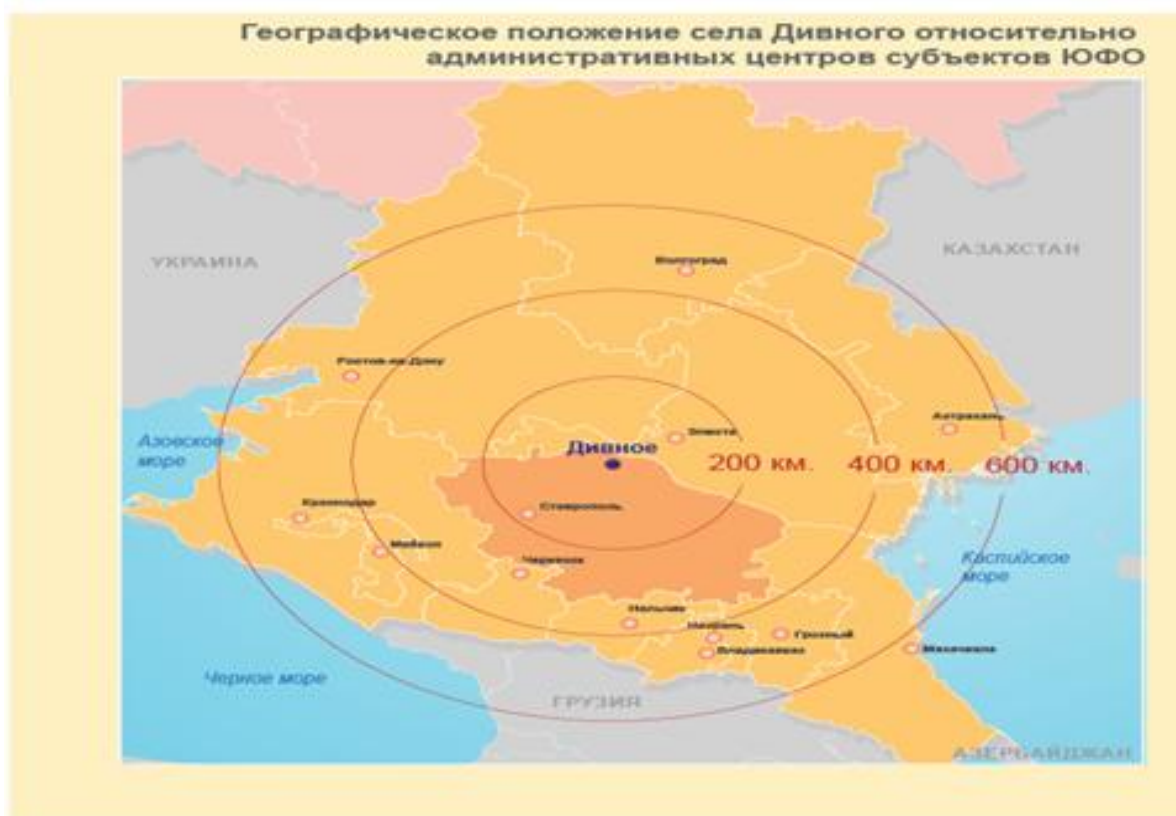 Географическое положение села Дивного относительно
административных центров субъектов ЮФО
УКРАИНА
КАЗАХСТАН
Волгоград
Ростов-на-Дону
Астрахань
Элиста
Азовское
море
Дивное
200 км.
400 км.
600 км.
Краснодар
Ставрополь
Майкоп
Черкесск
Каспийское
море
Нальчик
Назрань
Грозный
Владикавказ
Махачкала
Черное море
ГРУЗИЯ
АЗЕРБАЙДЖАН